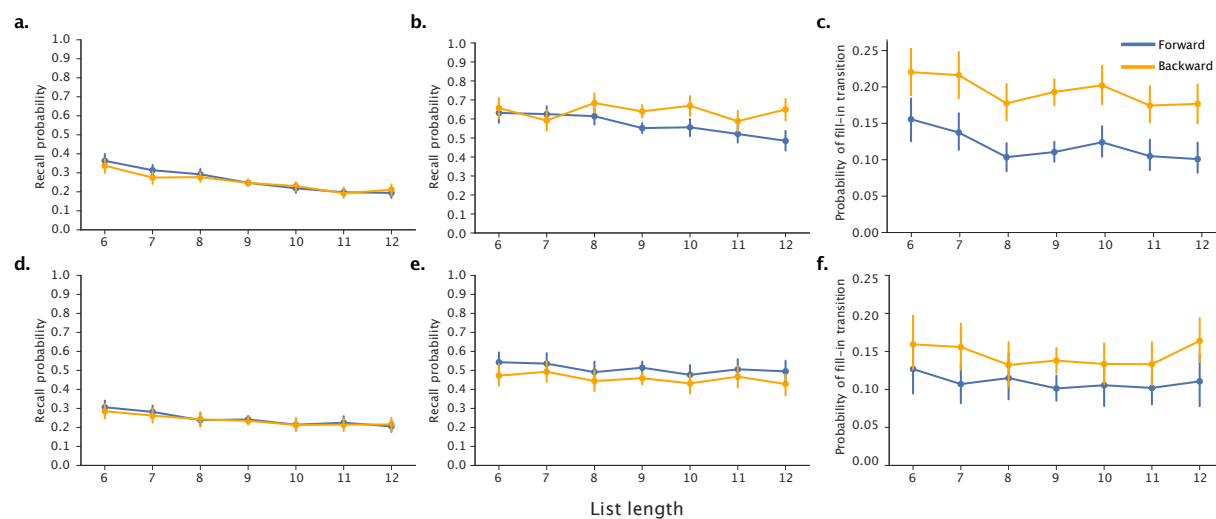 a.
Recall probability
1.0
0.9
0.8
0.7
0.6
0.5
0.4
0.3
0.2
0.1
0.0
6 7 8 9 10 11 12
b.
Recall probability
1.0
0.9
0.8
0.7
0.6
0.5
0.4
0.3
0.2
0.1
0.0
6 7 8 9 10 11 12
c.
Probability of fill-in transition
0.25
0.20
0.15
0.10
0.05
0.00
6 7 8 9 10 11 12
Forward
Backward
d.
Recall probability
1.0
0.9
0.8
0.7
0.6
0.5
0.4
0.3
0.2
0.1
0.0
6 7 8 9 10 11 12
e.
Recall probability
1.0
0.9
0.8
0.7
0.6
0.5
0.4
0.3
0.2
0.1
0.0
6 7 8 9 10 11 12
f.
Probability of fill-in transition
0.25
0.20
0.15
0.10
0.05
0.00
6 7 8 9 10 11 12
List length